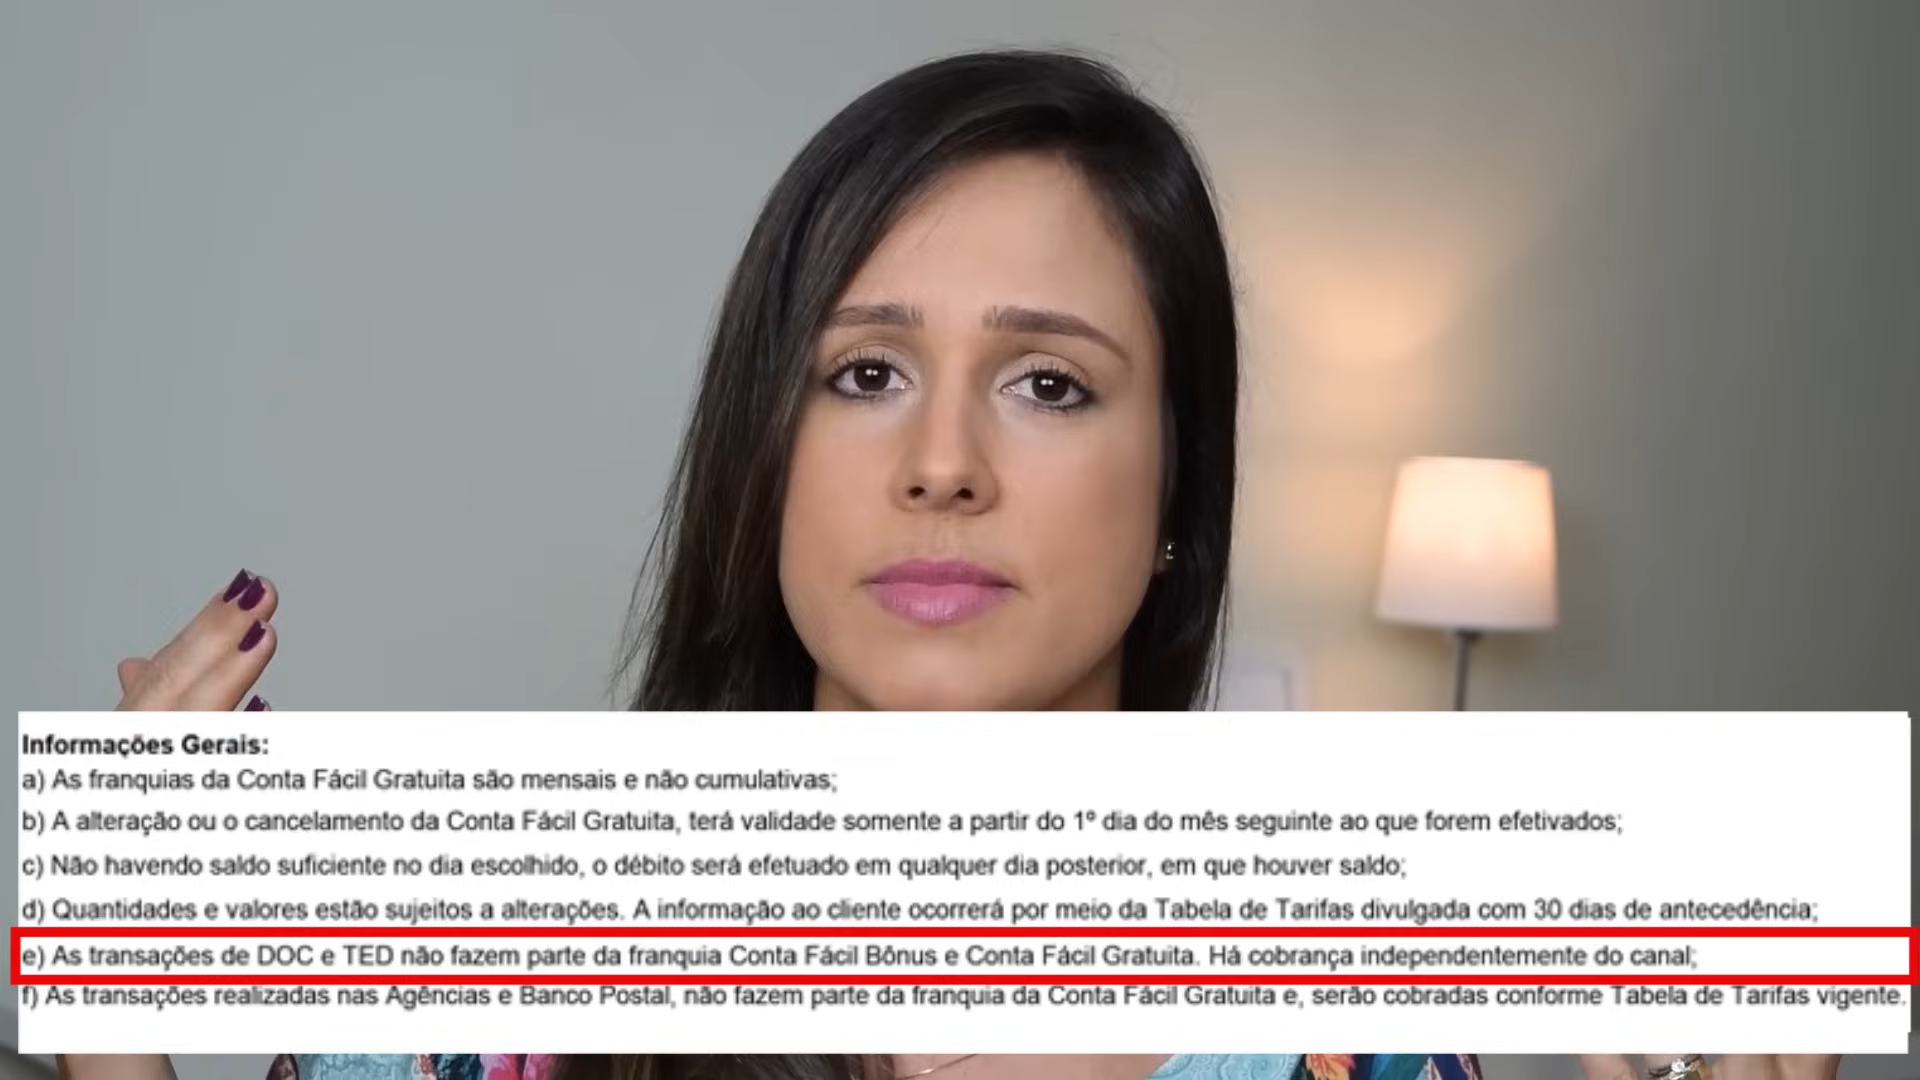 Informações Gerais:
a) As franquias da Conta Fácil Gratuita são mensais e não cumulativas;
b) A alteração ou o cancelamento da Conta Fácil Gratuita, terá validade somente a partir do 1º dia do mês seguinte ao que forem efetivados;
c) Não havendo saldo suficiente no dia escolhido, o débito será efetuado em qualquer dia posterior, em que houver saldo;
d) Quantidades e valores estão sujeitos a alterações. A informação ao cliente ocorrerá por meio da Tabela de Tarifas divulgada com 30 dias de antecedência;
e) As transações de DOC e TED não fazem parte da franquia Conta Fácil Bônus e Conta Fácil Gratuita. Há cobrança independentemente do canal;
f) As transações realizadas nas Agências e Banco Postal, não fazem parte da franquia da Conta Fácil Gratuita e, serão cobradas conforme Tabela de Tarifas vigente.